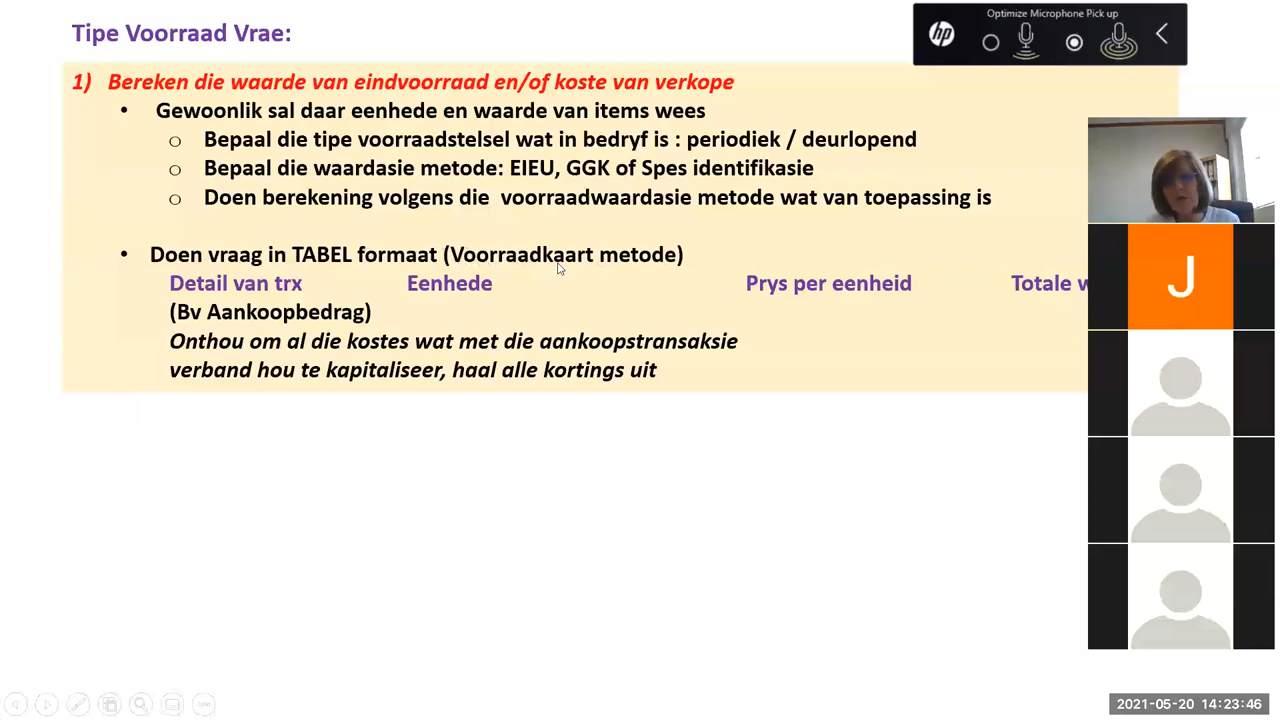 Tipe Voorraad Vrae:
Optimize Microphone Pick up
hp
1) Bereken die waarde van eindvoorraad en/of koste van verkope
• Gewoonlik sal daar eenhede en waarde van items wees
o Bepaal die tipe voorraadstelsel wat in bedryf is : periodiek / deurlopend
o Bepaal die waardasie metode: EIEU, GGK of Spes identifikasie
o Doen berekening volgens die voorraadwaardasie metode wat van toepassing is
• Doen vraag in TABEL formaat (Voorraadkaart metode)
Detail van trx Eenhede Prys per eenheid Totale
(Bv Aankoopbedrag)
Onthou om al die kostes wat met die aankoopstransaksie
verband hou te kapitaliseer, haal alle kortings uit
J
2021-05-20 14:23:46